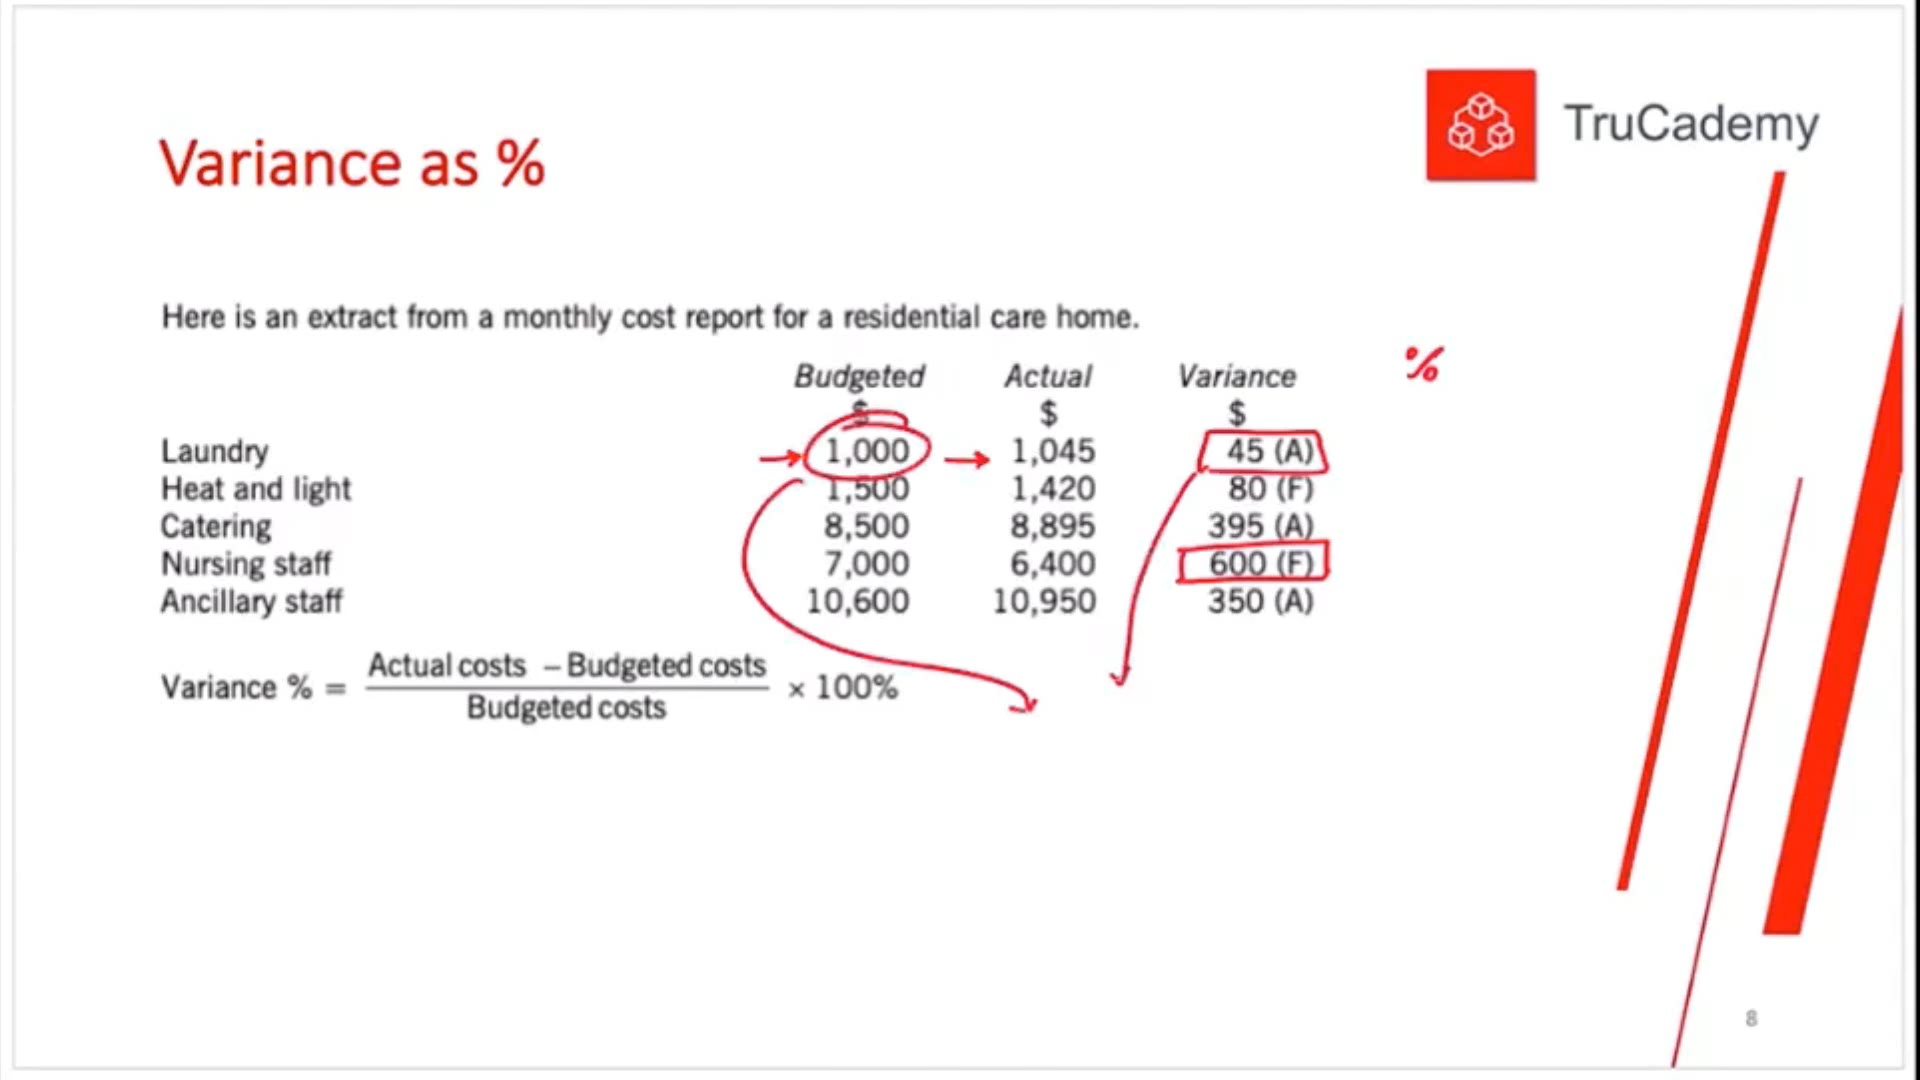 TruCademy
Variance as %
Here is an extract from a monthly cost report for a residential care home.
%
Budgeted Actual Variance
$ $ $
Laundry 1,000 1,045 45 (A)
Heat and light 1,500 1,420 80 (F)
Catering 8,500 8,895 395 (A)
Nursing staff 7,000 6,400 600 (F)
Ancillary staff 10,600 10,950 350 (A)
Actual costs – Budgeted costs
Variance % = × 100%
Budgeted costs
8